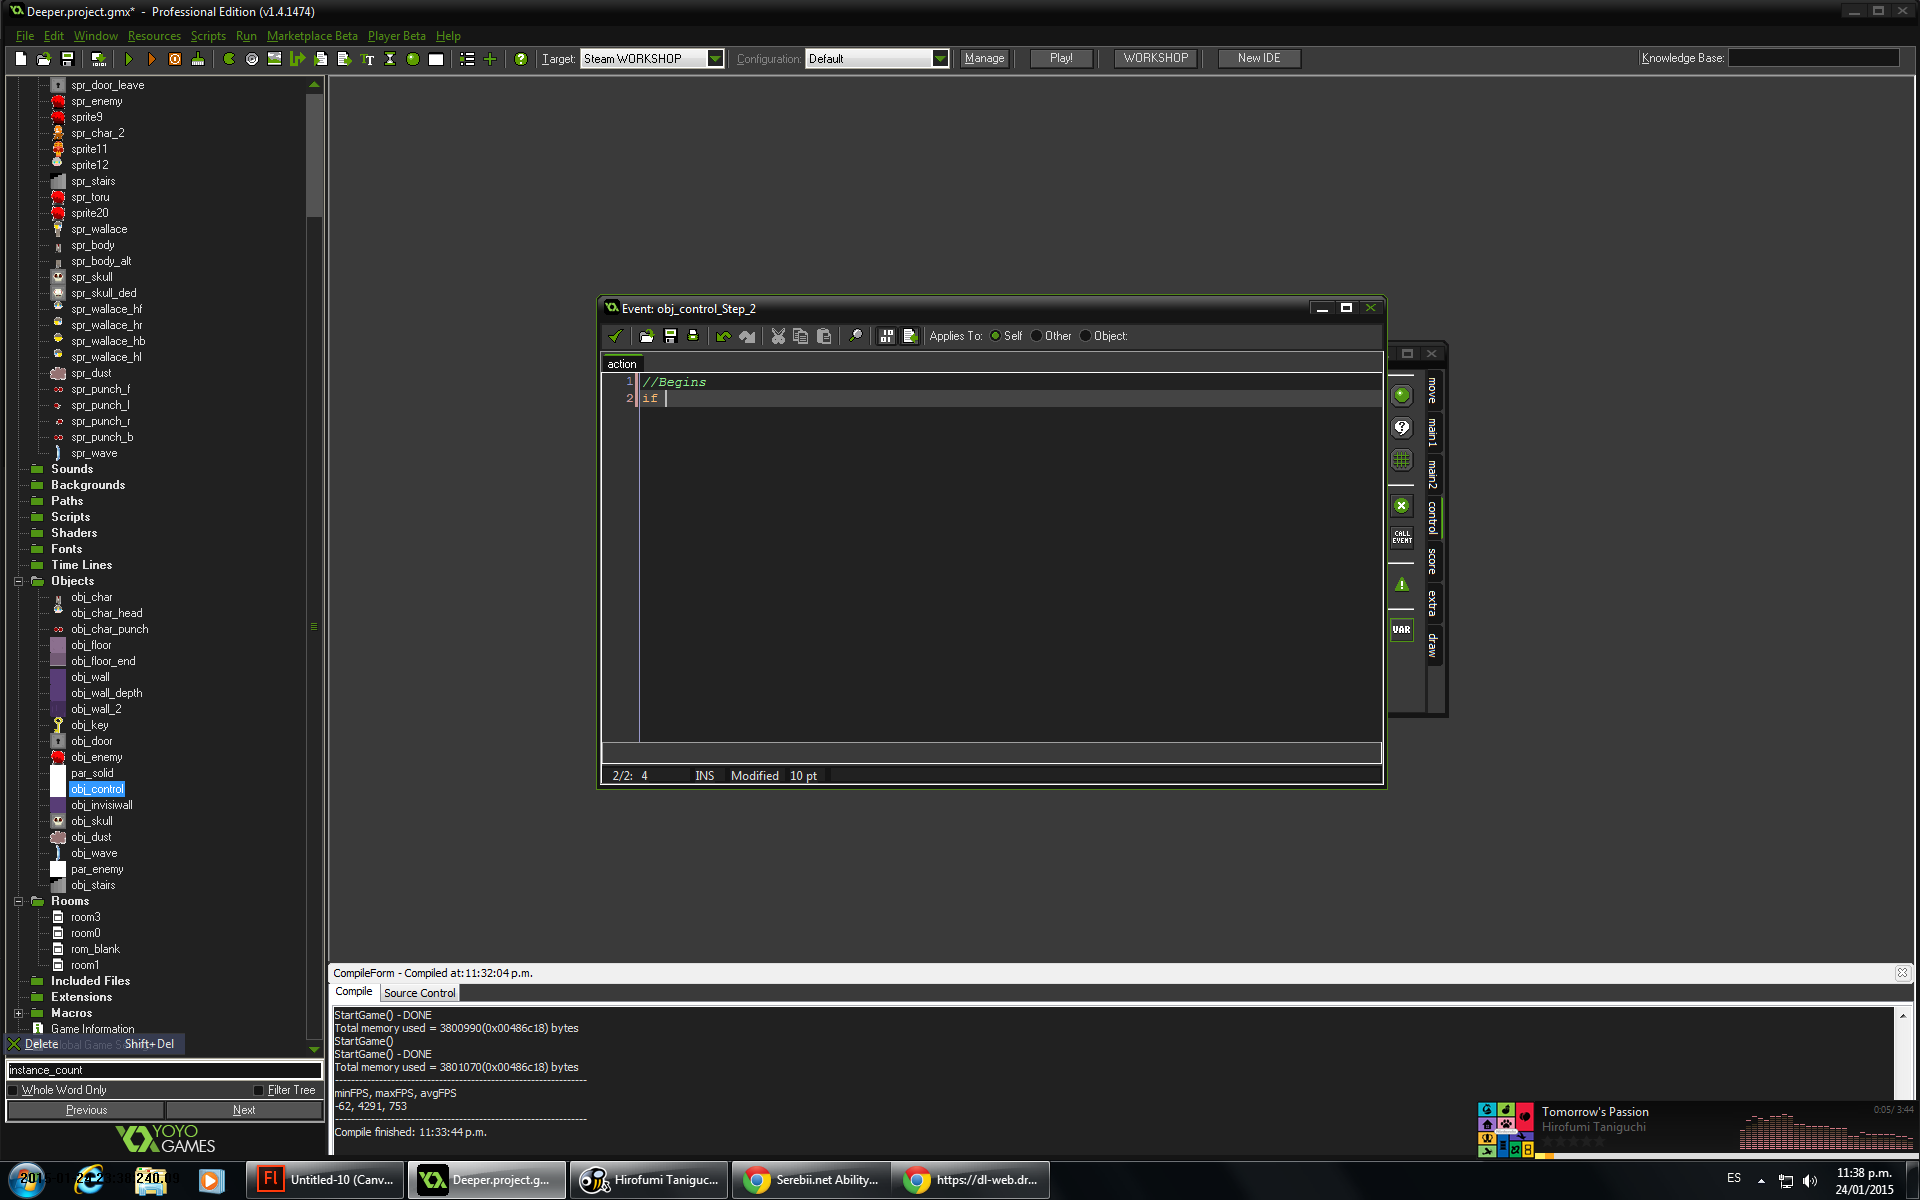 Deeper.project.gmx* - Professional Edition (v1.4.1474)
File Edit Window Resources Scripts Run Marketplace Beta Player Beta Help
Target: Steam WORKSHOP Configuration: Default Manage Play! WORKSHOP New IDE Knowledge Base:
spr_door_leave
spr_enemy
sprite9
spr_char_2
sprite11
sprite12
spr_stairs
spr_toru
sprite20
spr_wallace
spr_body
spr_body_alt
spr_skull
spr_skull_ded
spr_wallace_hf
spr_wallace_hr
spr_wallace_hb
spr_wallace_hl
spr_dust
spr_punch_f
spr_punch_l
spr_punch_r
spr_punch_b
spr_wave
Sounds
Backgrounds
Paths
Scripts
Shaders
Fonts
Time Lines
Objects
obj_char
obj_char_head
obj_char_punch
obj_floor
obj_floor_end
obj_wall
obj_wall_depth
obj_wall_2
obj_key
obj_door
obj_enemy
par_solid
obj_control
obj_invisiwall
obj_skull
obj_dust
obj_wave
par_enemy
obj_stairs
Rooms
room3
room0
rom_blank
room1
Included Files
Extensions
Macros
Game Information
Delete Shift+Del
instance_count
Whole Word Only Filter Tree
Previous Next
YOYO GAMES
Event: obj_control_Step_2
Applies To: Self Other Object:
action
1 //Begins
2 if
2/2: 4 INS Modified 10 pt
move
main1
main2
control
score
extra
draw
CALL EVENT
VAR
CompileForm - Compiled at: 11:32:04 p.m.
Compile Source Control
StartGame() - DONE
Total memory used = 3800990(0x00486c18) bytes
StartGame()
StartGame() - DONE
Total memory used = 3801070(0x00486c18) bytes
minFPS, maxFPS, avgFPS
-62, 4291, 753
Compile finished: 11:33:44 p.m.
Tomorrow's Passion
Hirofumi Taniguchi
0:05/ 3:44
Untitled-10 (Canv...
Deeper.project.g...
Hirofumi Taniguc...
Serebii.net Ability...
https://dl-web.dr...
ES
11:38 p.m.
24/01/2015